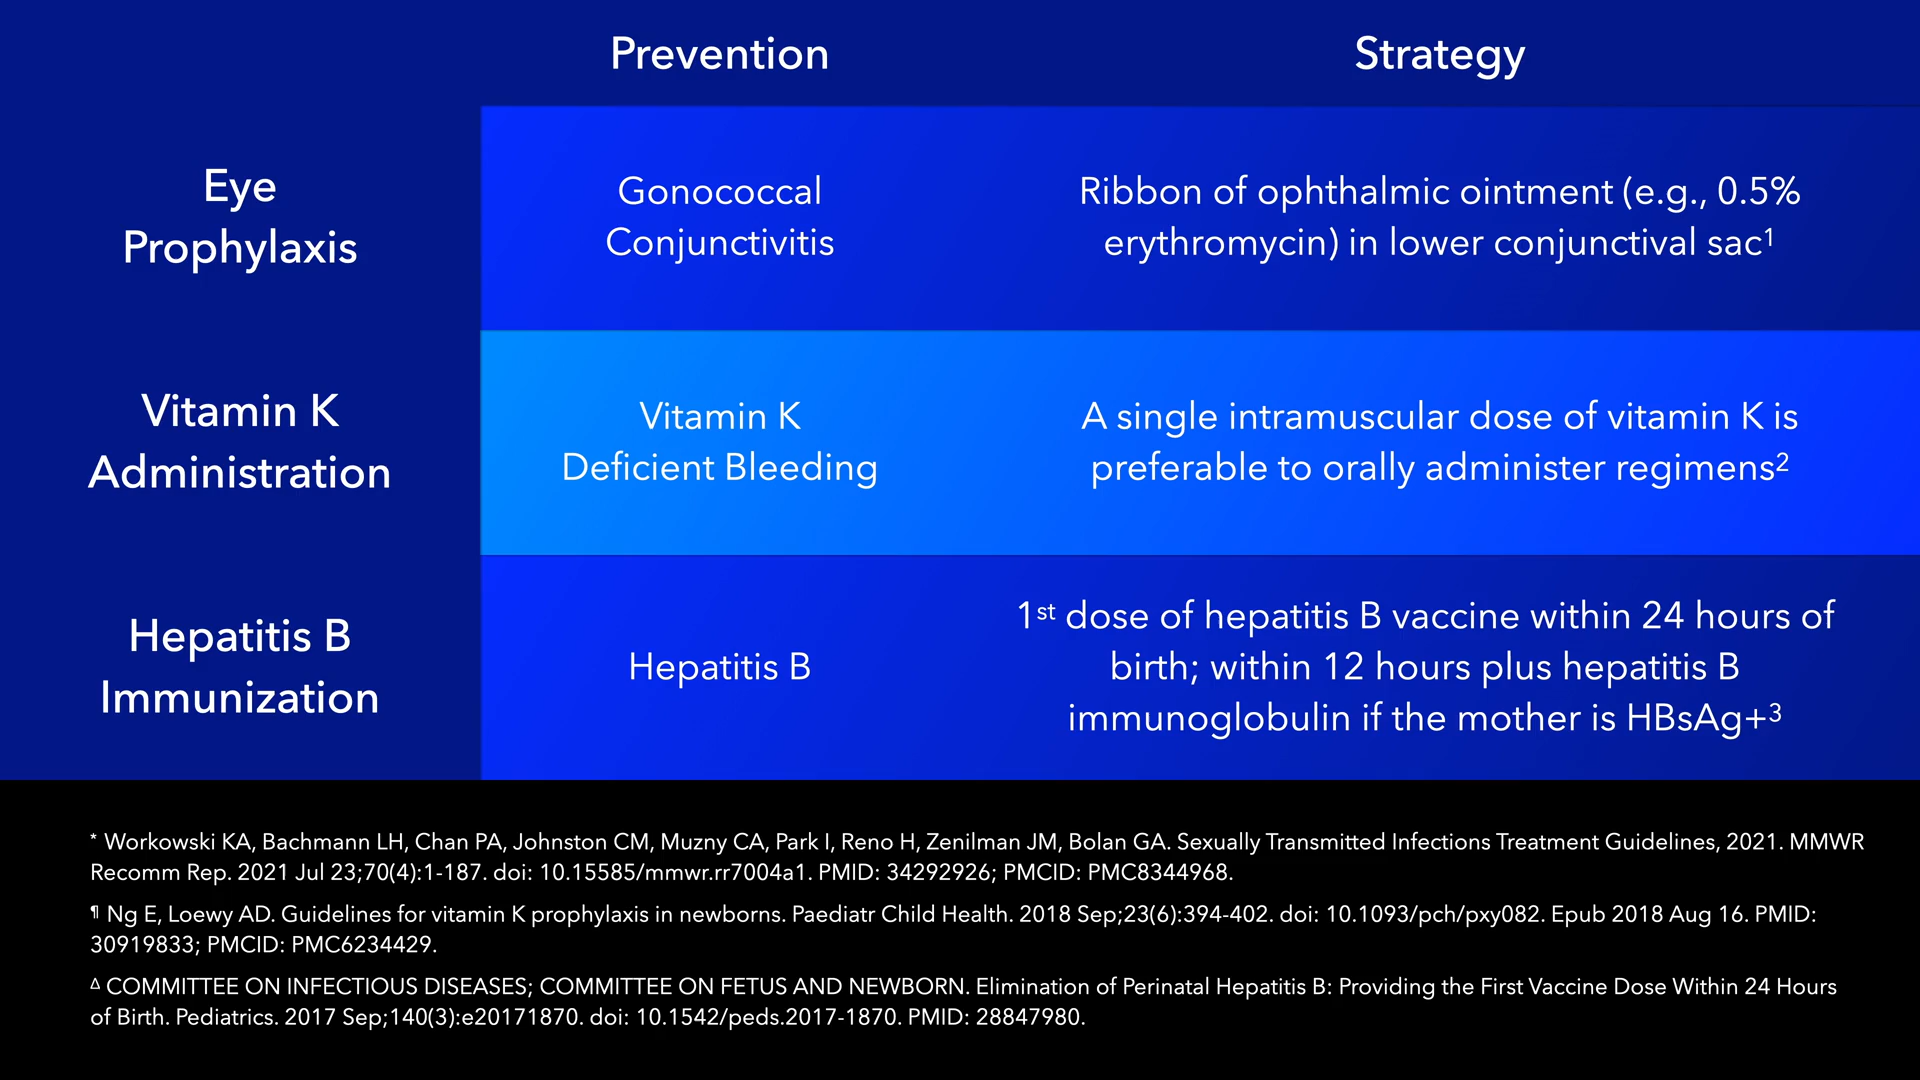 Prevention
Strategy
Eye
Prophylaxis
Gonococcal
Conjunctivitis
Ribbon of ophthalmic ointment (e.g., 0.5%
erythromycin) in lower conjunctival sac¹
Vitamin K
Administration
Vitamin K
Deficient Bleeding
A single intramuscular dose of vitamin K is
preferable to orally administer regimens²
Hepatitis B
Immunization
Hepatitis B
1st dose of hepatitis B vaccine within 24 hours of
birth; within 12 hours plus hepatitis B
immunoglobulin if the mother is HBsAg+³
* Workowski KA, Bachmann LH, Chan PA, Johnston CM, Muzny CA, Park I, Reno H, Zenilman JM, Bolan GA. Sexually Transmitted Infections Treatment Guidelines, 2021. MMWR
Recomm Rep. 2021 Jul 23;70(4):1-187. doi: 10.15585/mmwr.rr7004a1. PMID: 34292926; PMCID: PMC8344968.
¶ Ng E, Loewy AD. Guidelines for vitamin K prophylaxis in newborns. Paediatr Child Health. 2018 Sep;23(6):394-402. doi: 10.1093/pch/pxy082. Epub 2018 Aug 16. PMID:
30919833; PMCID: PMC6234429.
Δ COMMITTEE ON INFECTIOUS DISEASES; COMMITTEE ON FETUS AND NEWBORN. Elimination of Perinatal Hepatitis B: Providing the First Vaccine Dose Within 24 Hours
of Birth. Pediatrics. 2017 Sep;140(3):e20171870. doi: 10.1542/peds.2017-1870. PMID: 28847980.